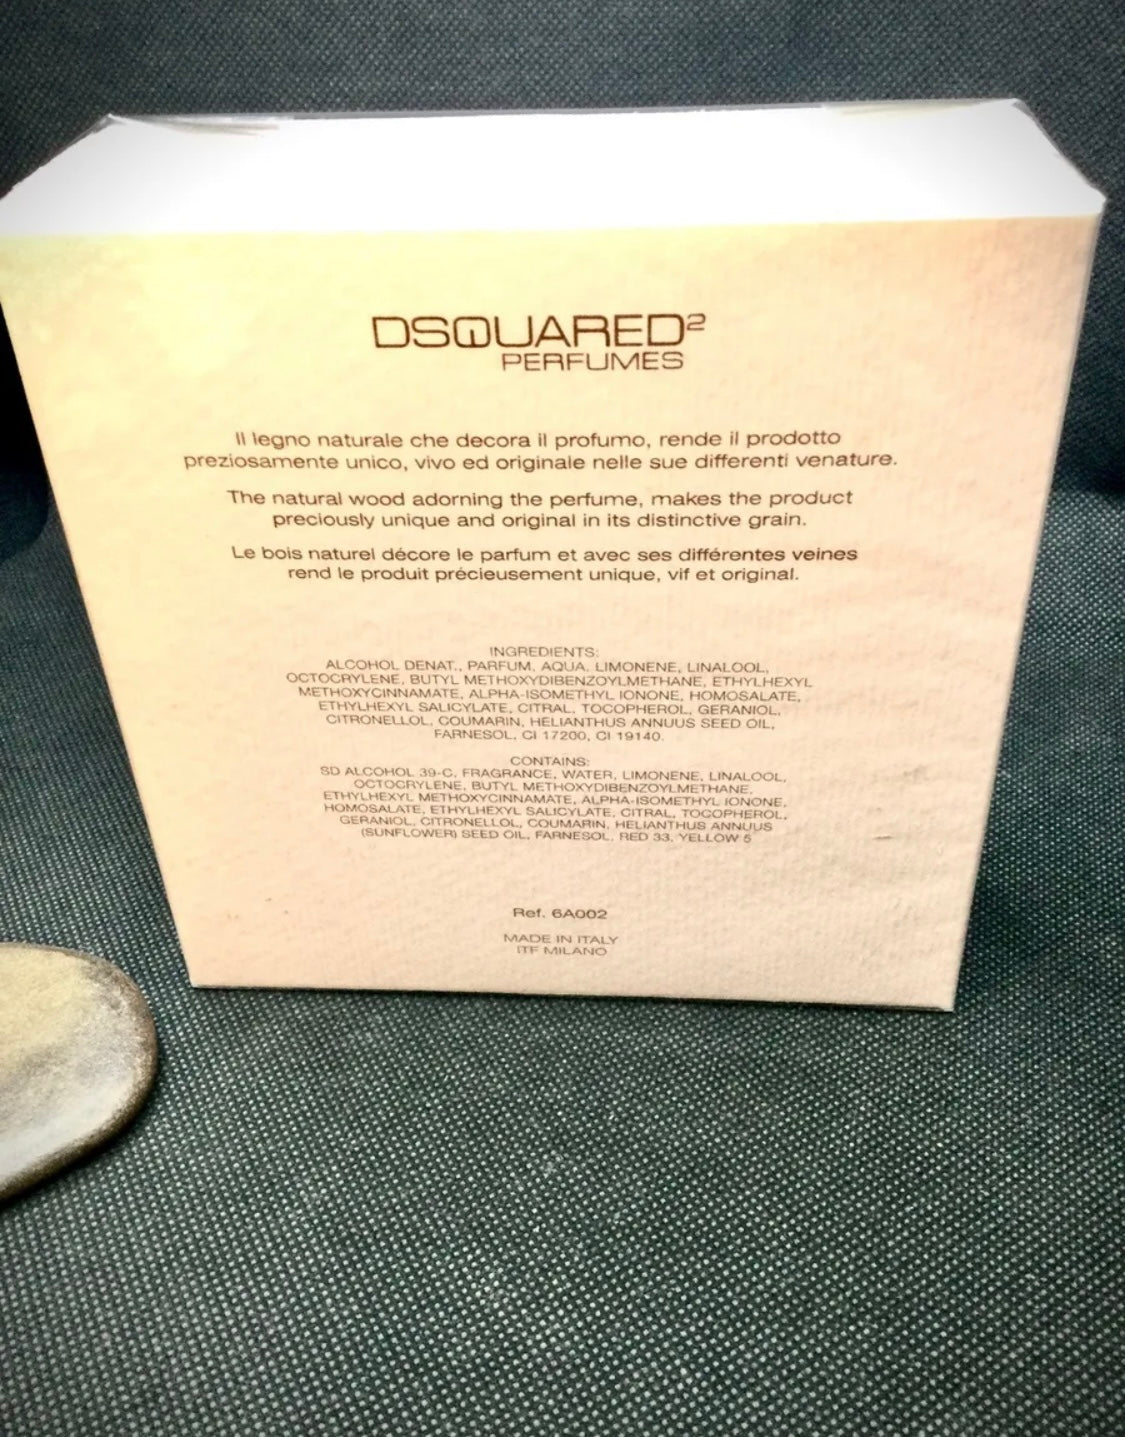 DSQUARED²
PERFUMES
Il legno naturale che decora il profumo, rende il prodotto
preziosamente unico, vivo ed originale nelle sue differenti venature.
The natural wood adorning the perfume, makes the product
preciously unique and original in its distinctive grain.
Le bois naturel décore le parfum et avec ses différentes veines
rend le produit précieusement unique, vif et original.
INGREDIENTS:
ALCOHOL DENAT., PARFUM, AQUA, LIMONENE, LINALOOL,
OCTOCRYLENE, BUTYL METHOXYDIBENZOYLMETHANE, ETHYLHEXYL
METHOXYCINNAMATE, ALPHA-ISOMETHYL IONONE, HOMOSALATE,
ETHYLHEXYL SALICYLATE, CITRAL, TOCOPHEROL, GERANIOL,
CITRONELLOL, COUMARIN, HELIANTHUS ANNUUS SEED OIL,
FARNESOL, CI 17200, CI 19140.
CONTAINS:
SD ALCOHOL 39-C, FRAGRANCE, WATER, LIMONENE, LINALOOL,
OCTOCRYLENE, BUTYL METHOXYDIBENZOYLMETHANE,
ETHYLHEXYL METHOXYCINNAMATE, ALPHA-ISOMETHYL IONONE,
HOMOSALATE, ETHYLHEXYL SALICYLATE, CITRAL, TOCOPHEROL,
GERANIOL, CITRONELLOL, COUMARIN, HELIANTHUS ANNUUS
(SUNFLOWER) SEED OIL, FARNESOL, RED 33, YELLOW 5
Ref. 6A002
MADE IN ITALY
ITF MILANO